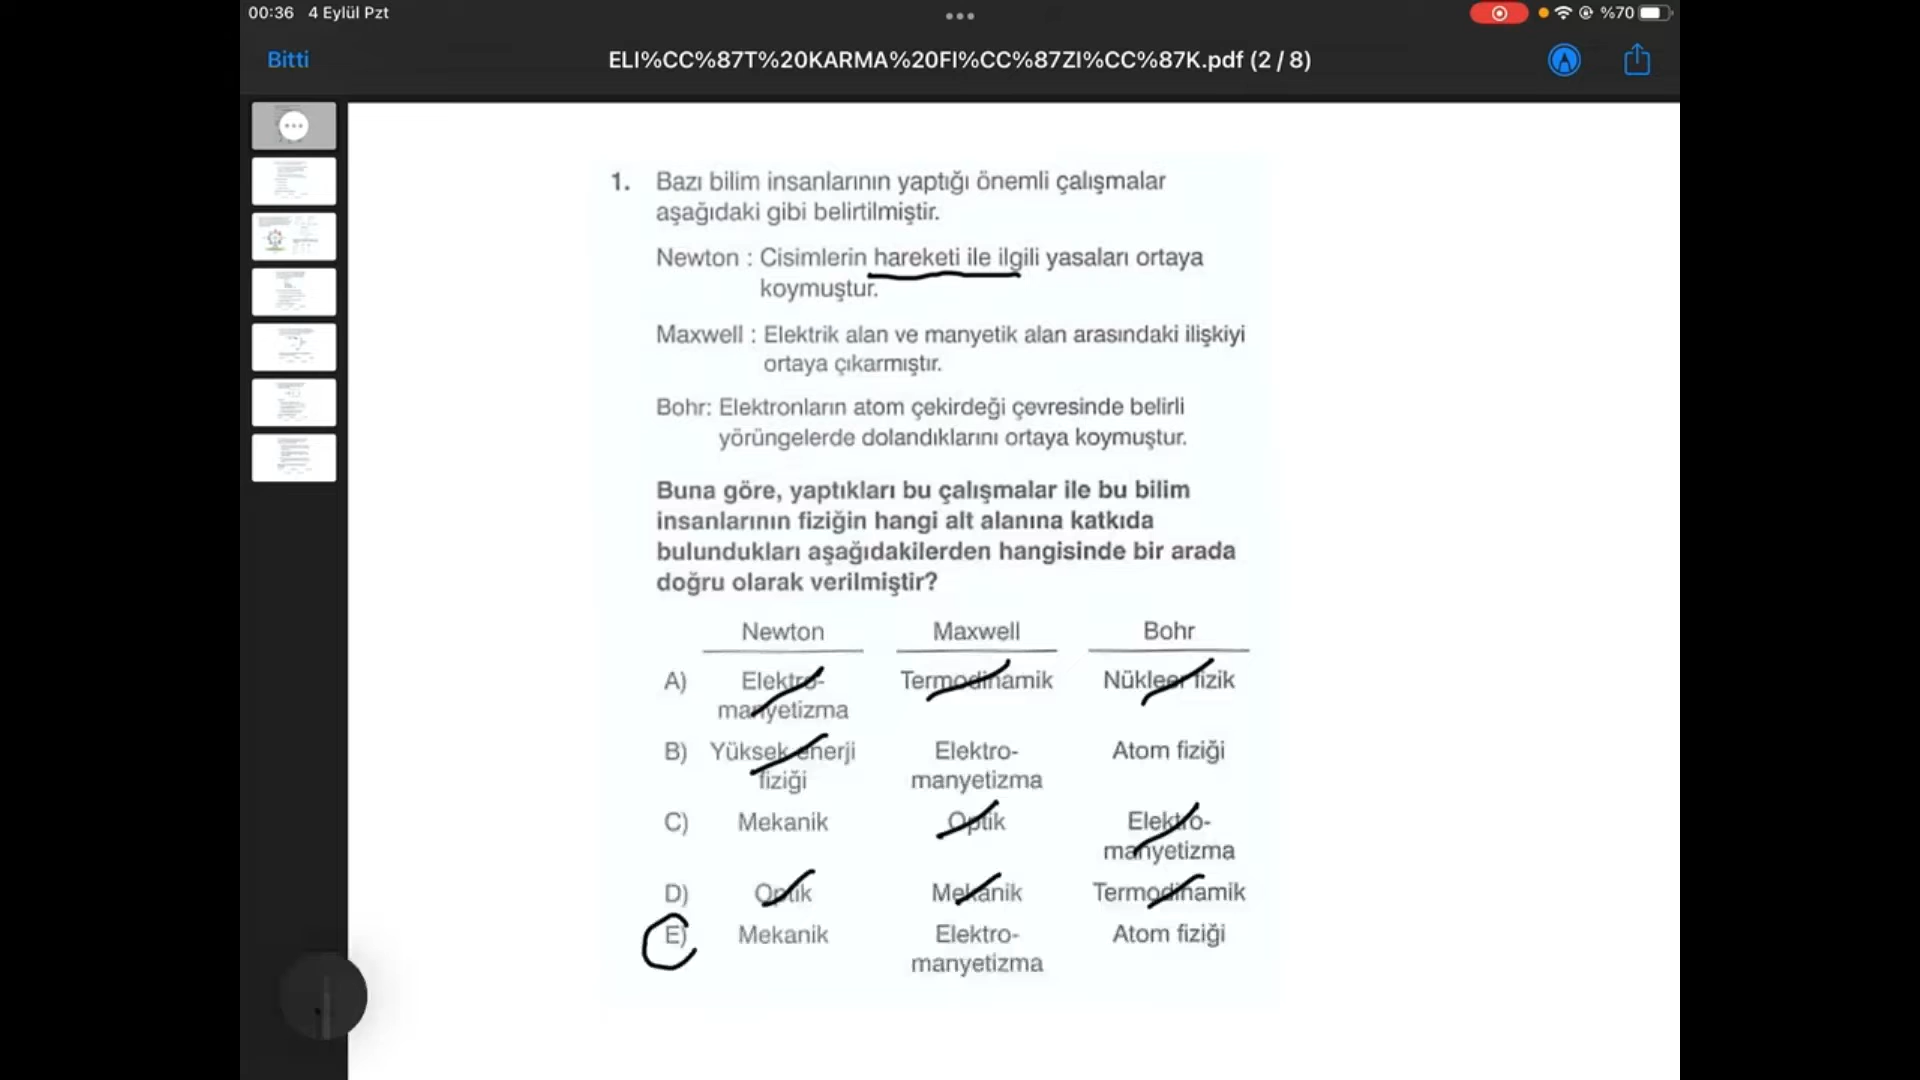 00:36 4 Eylül Pzt
%70
Bitti
ELI%CC%87T%20KARMA%20FI%CC%87ZI%CC%87K.pdf (2 / 8)
1. Bazı bilim insanlarının yaptığı önemli çalışmalar
aşağıdaki gibi belirtilmiştir.
Newton : Cisimlerin hareketi ile ilgili yasaları ortaya
koymuştur.
Maxwell : Elektrik alan ve manyetik alan arasındaki ilişkiyi
ortaya çıkarmıştır.
Bohr: Elektronların atom çekirdeği çevresinde belirli
yörüngelerde dolandıklarını ortaya koymuştur.
Buna göre, yaptıkları bu çalışmalar ile bu bilim
insanlarının fiziğin hangi alt alanına katkıda
bulundukları aşağıdakilerden hangisinde bir arada
doğru olarak verilmiştir?
Newton Maxwell Bohr
A) Elektro- Termodinamik Nükleer fizik
manyetizma
B) Yüksek enerji Elektro- Atom fiziği
fiziği manyetizma
C) Mekanik Optik Elektro-
manyetizma
D) Optik Mekanik Termodinamik
E) Mekanik Elektro- Atom fiziği
manyetizma